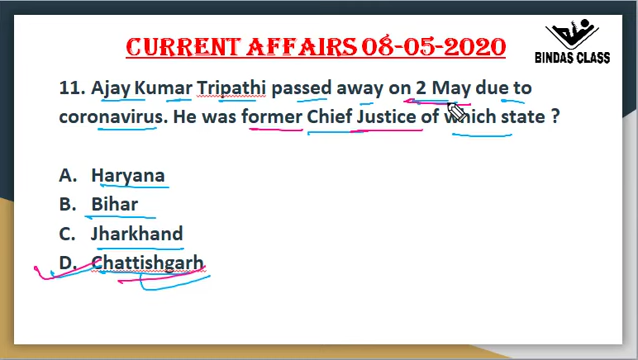 CURRENT AFFAIRS 08-05-2020
BINDAS CLASS
11. Ajay Kumar Tripathi passed away on 2 May due to
coronavirus. He was former Chief Justice of which state ?
A. Haryana
B. Bihar
C. Jharkhand
D. Chattishgarh